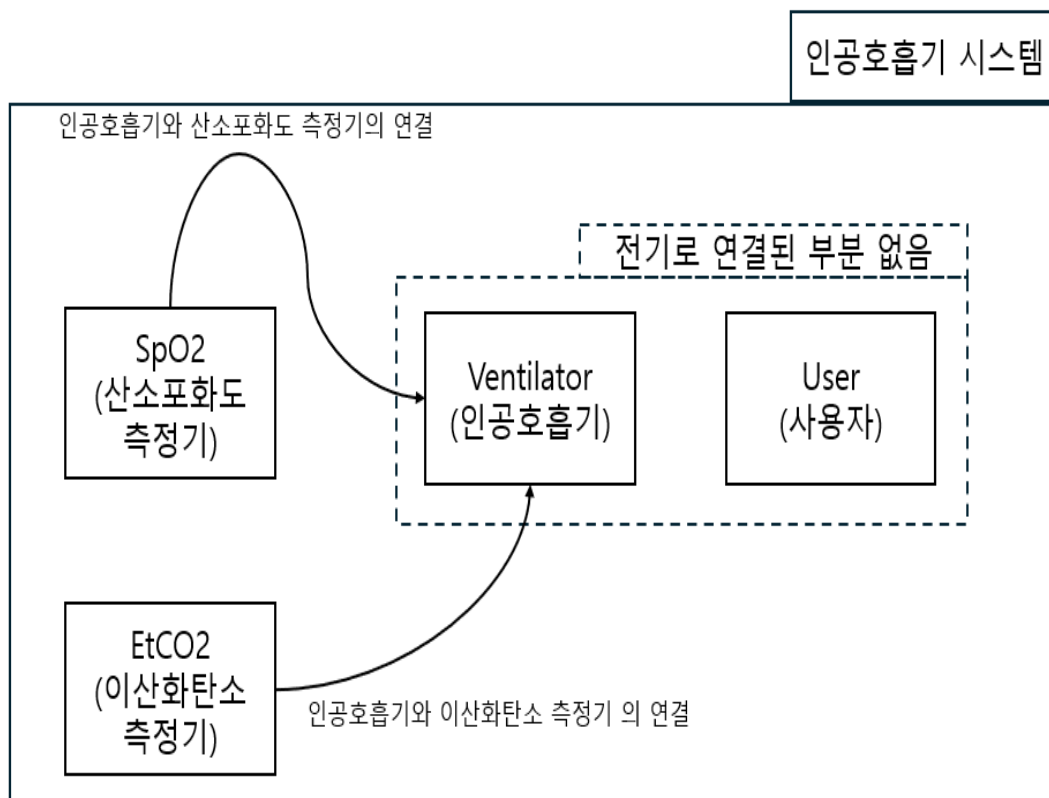 인공호흡기 시스템
인공호흡기와 산소포화도 측정기의 연결
전기로 연결된 부분 없음
SpO2
(산소포화도
측정기)
Ventilator
(인공호흡기)
User
(사용자)
EtCO2
(이산화탄소
측정기)
인공호흡기와 이산화탄소 측정기 의 연결